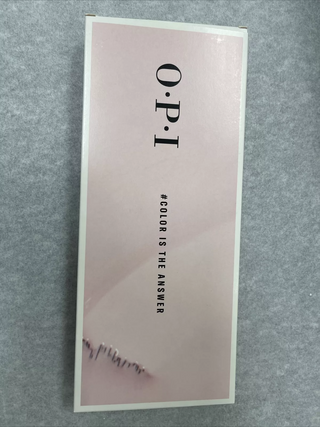 O·P·I
#COLOR IS THE ANSWER